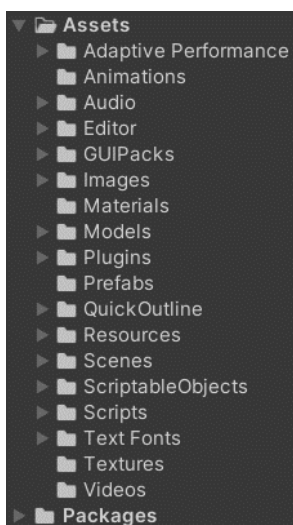 Assets
Adaptive Performance
Animations
Audio
Editor
GUIPacks
Images
Materials
Models
Plugins
Prefabs
QuickOutline
Resources
Scenes
ScriptableObjects
Scripts
Text Fonts
Textures
Videos
Packages